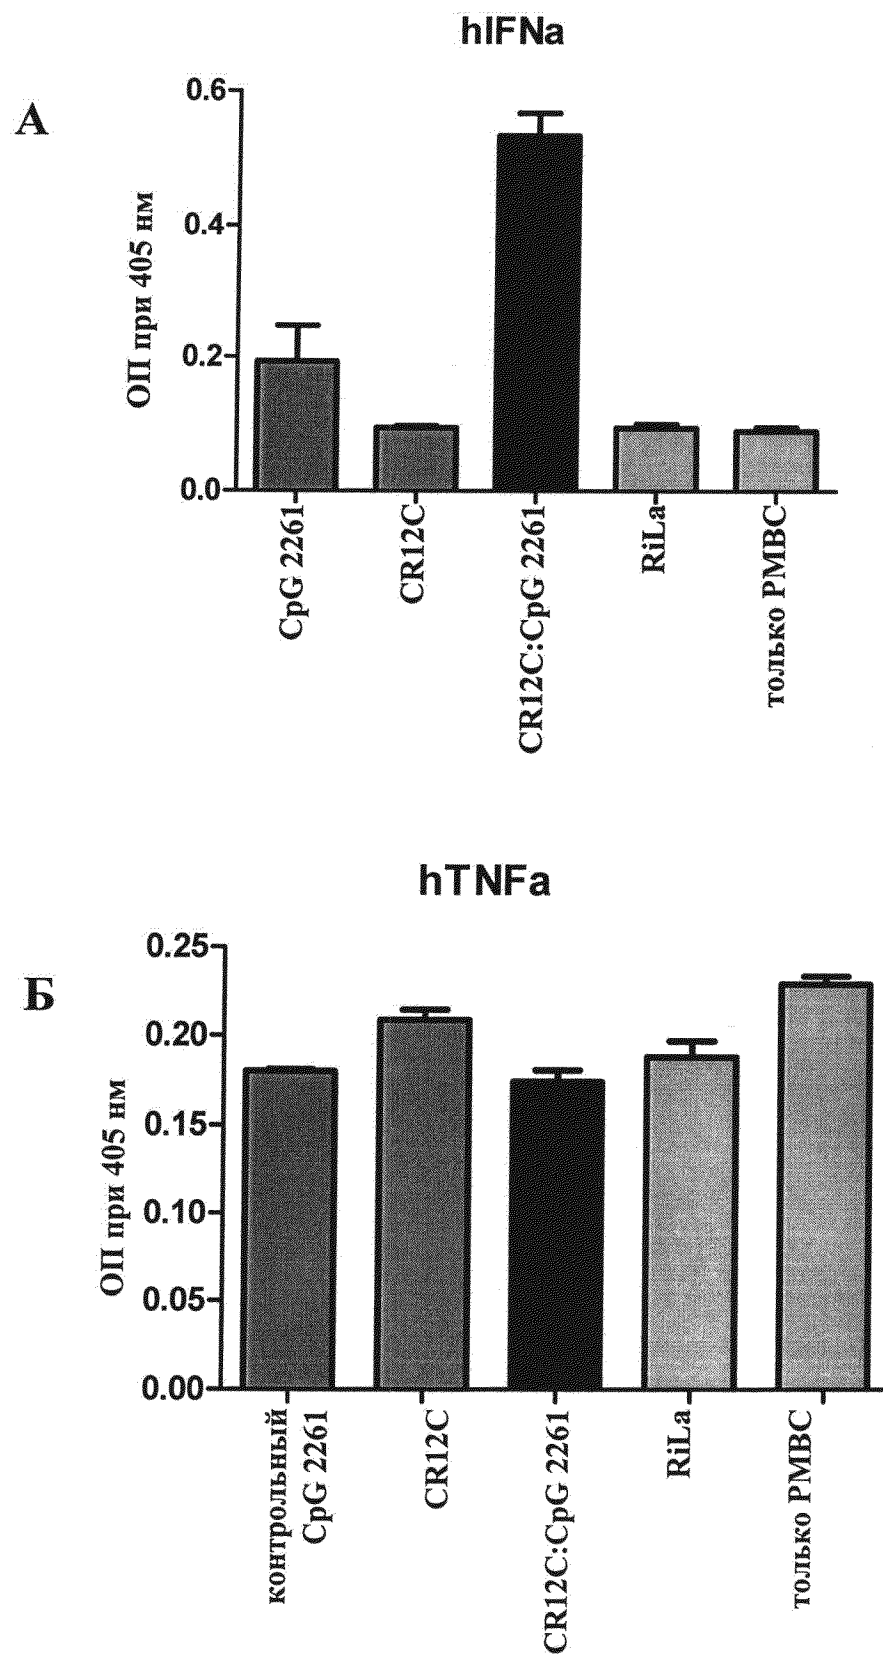 hIFNa
А
ОП при 405 нм
0.6
0.4
0.2
0.0
CpG 2261
CR12C
CR12C:CpG 2261
RiLa
только PMBC
hTNFa
Б
ОП при 405 нм
0.25
0.20
0.15
0.10
0.05
0.00
контрольный
CpG 2261
CR12C
CR12C:CpG 2261
RiLa
только PMBC